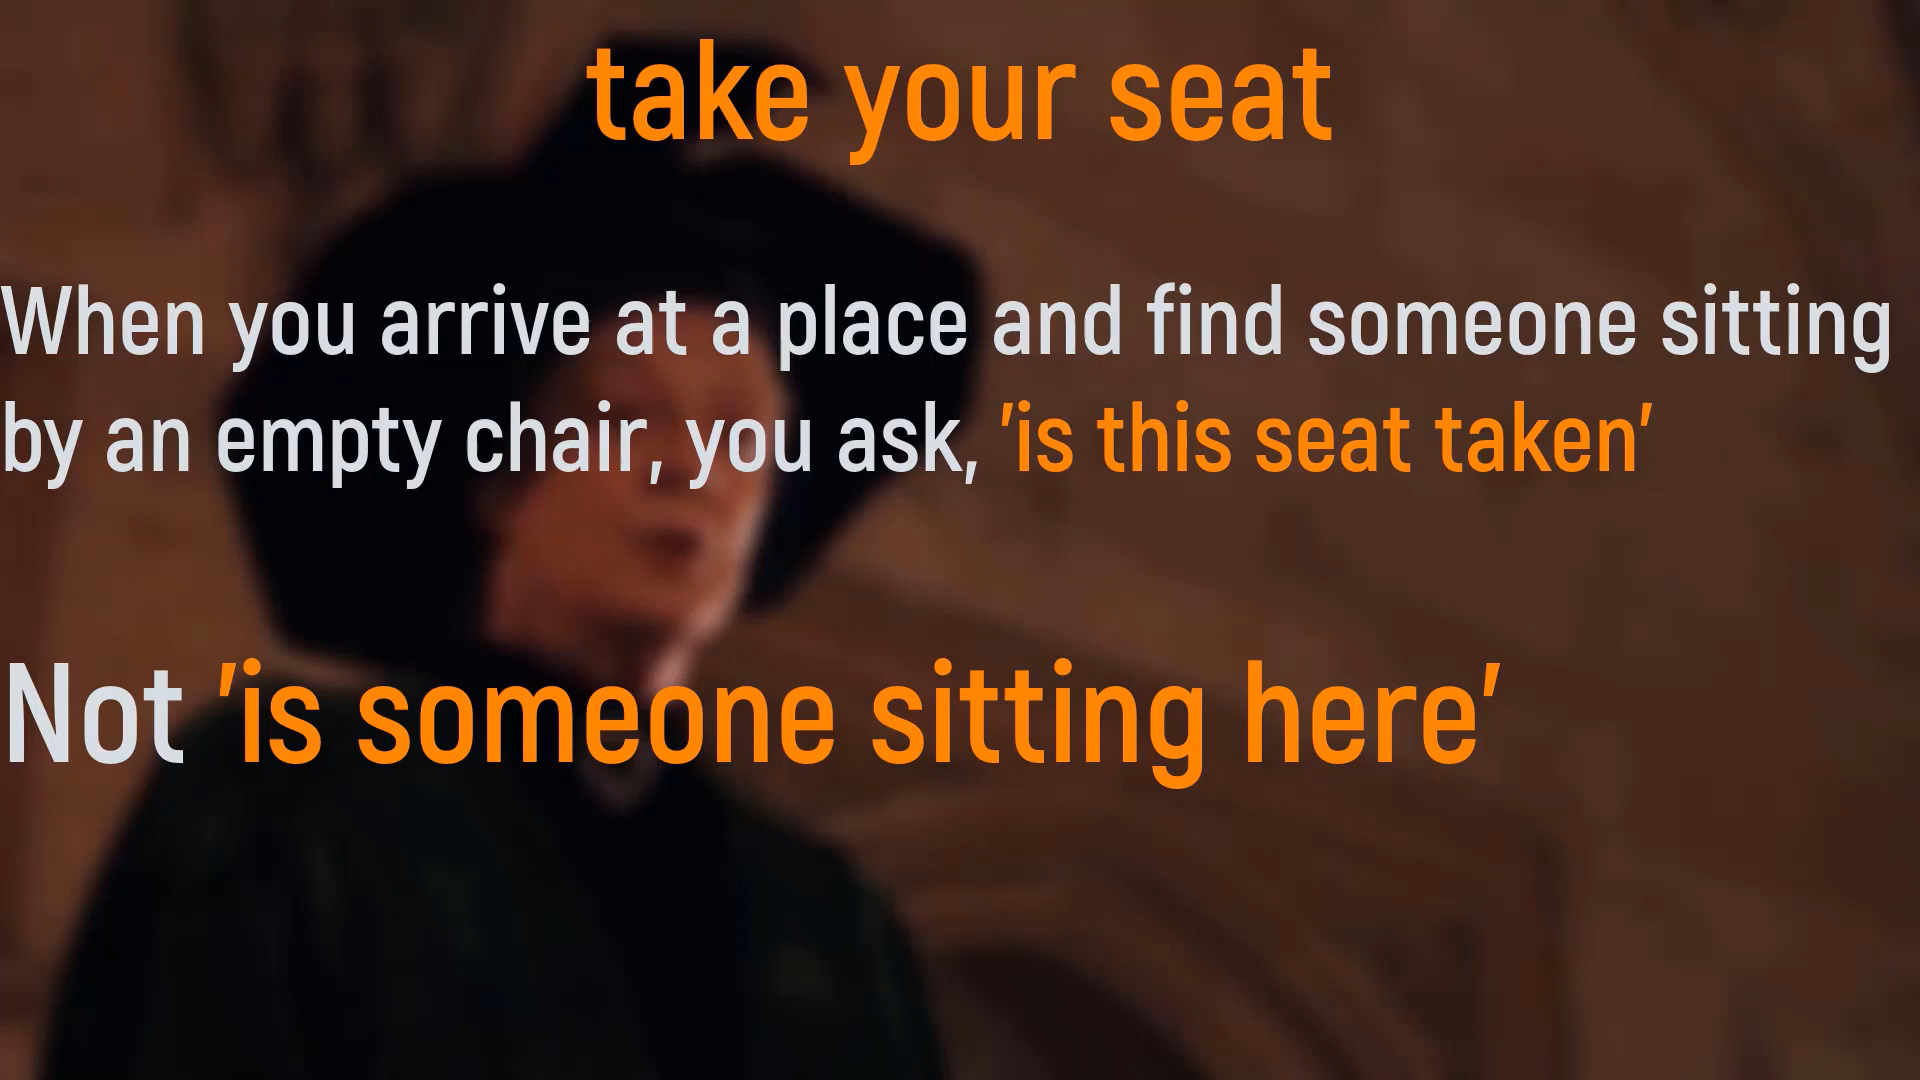 take your seat
When you arrive at a place and find someone sitting
by an empty chair, you ask, 'is this seat taken'
Not 'is someone sitting here'